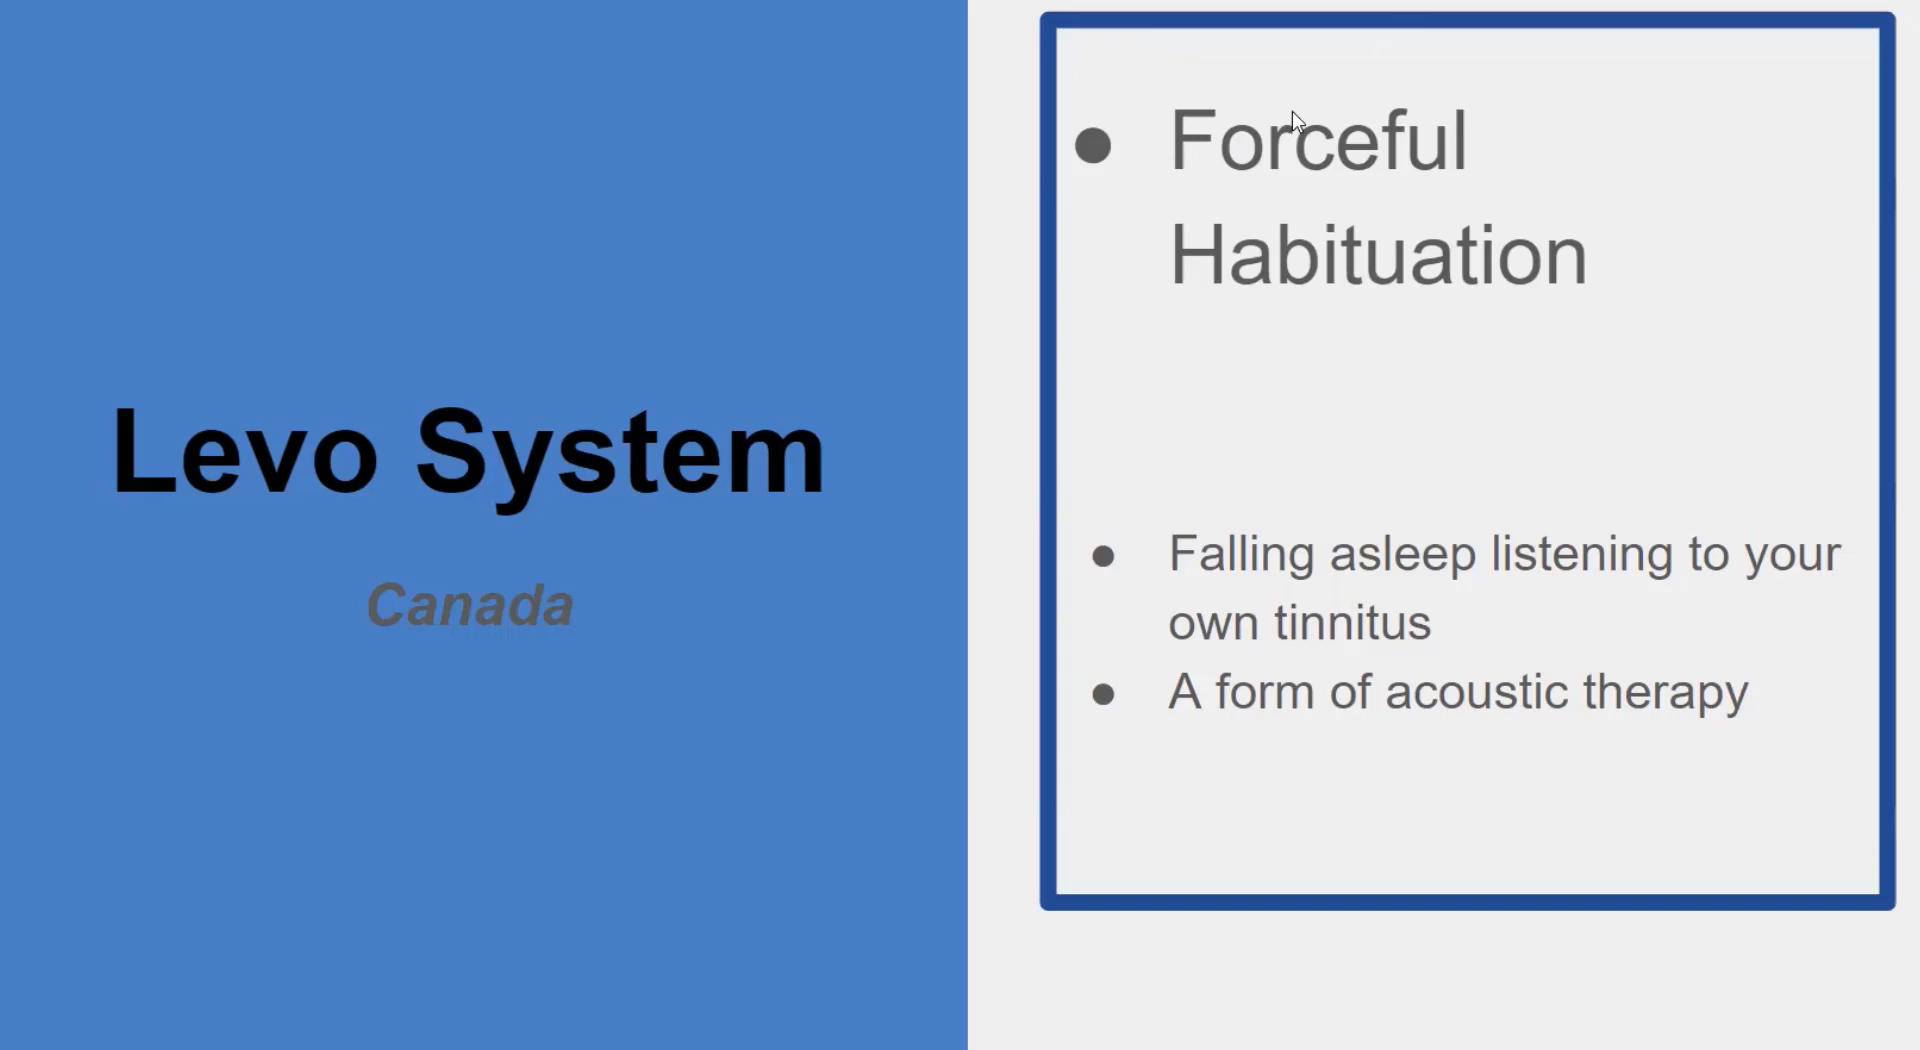 Levo System
Canada
● Forceful
Habituation
● Falling asleep listening to your
own tinnitus
● A form of acoustic therapy